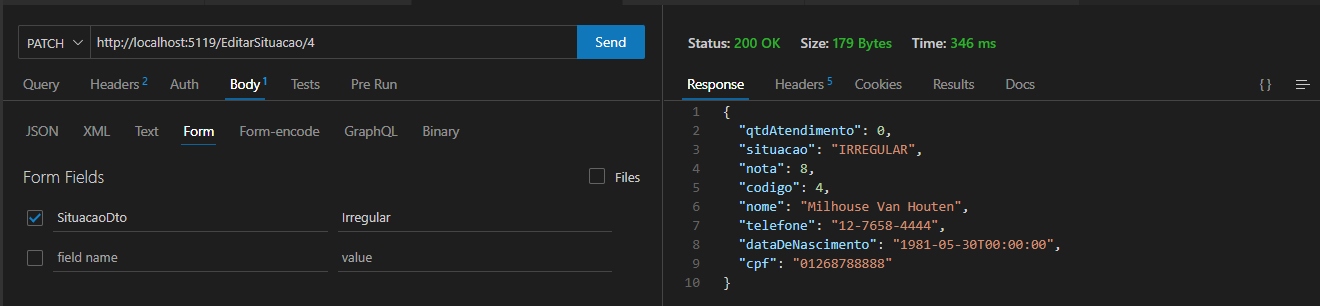 PATCH http://localhost:5119/EditarSituacao/4 Send
Query Headers 2 Auth Body 1 Tests Pre Run
JSON XML Text Form Form-encode GraphQL Binary
Form Fields Files
SituacaoDto Irregular
field name value
Status: 200 OK Size: 179 Bytes Time: 346 ms
Response Headers 5 Cookies Results Docs { }
1 {
2 "qtdAtendimento": 0,
3 "situacao": "IRREGULAR",
4 "nota": 8,
5 "codigo": 4,
6 "nome": "Milhouse Van Houten",
7 "telefone": "12-7658-4444",
8 "dataDeNascimento": "1981-05-30T00:00:00",
9 "cpf": "01268788888"
10 }